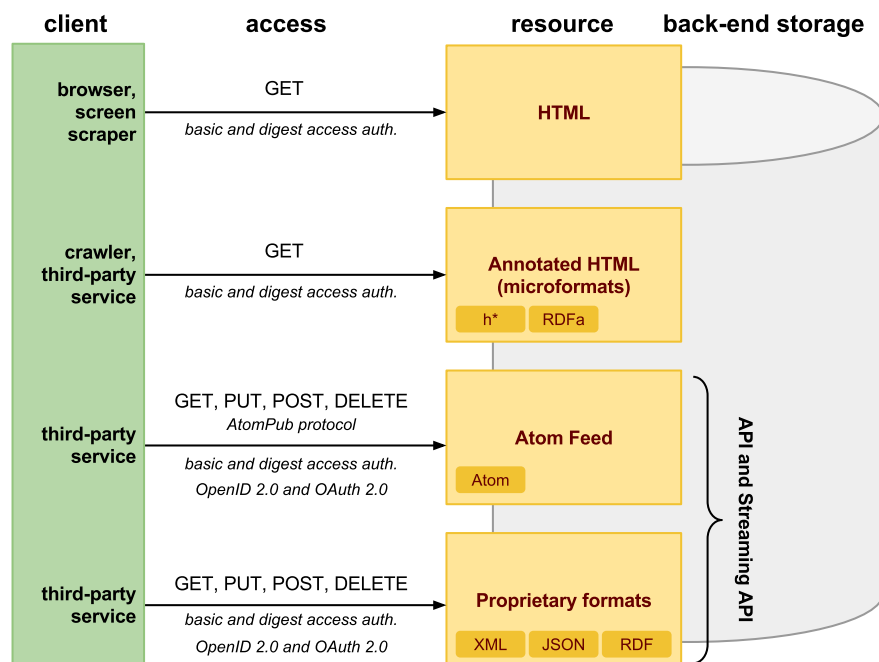 client access resource back-end storage
browser,
screen
scraper
GET
basic and digest access auth.
HTML
crawler,
third-party
service
GET
basic and digest access auth.
Annotated HTML
(microformats)
h* RDFa
third-party
service
GET, PUT, POST, DELETE
AtomPub protocol
basic and digest access auth.
OpenID 2.0 and OAuth 2.0
Atom Feed
Atom
API and Streaming API
third-party
service
GET, PUT, POST, DELETE
basic and digest access auth.
OpenID 2.0 and OAuth 2.0
Proprietary formats
XML JSON RDF